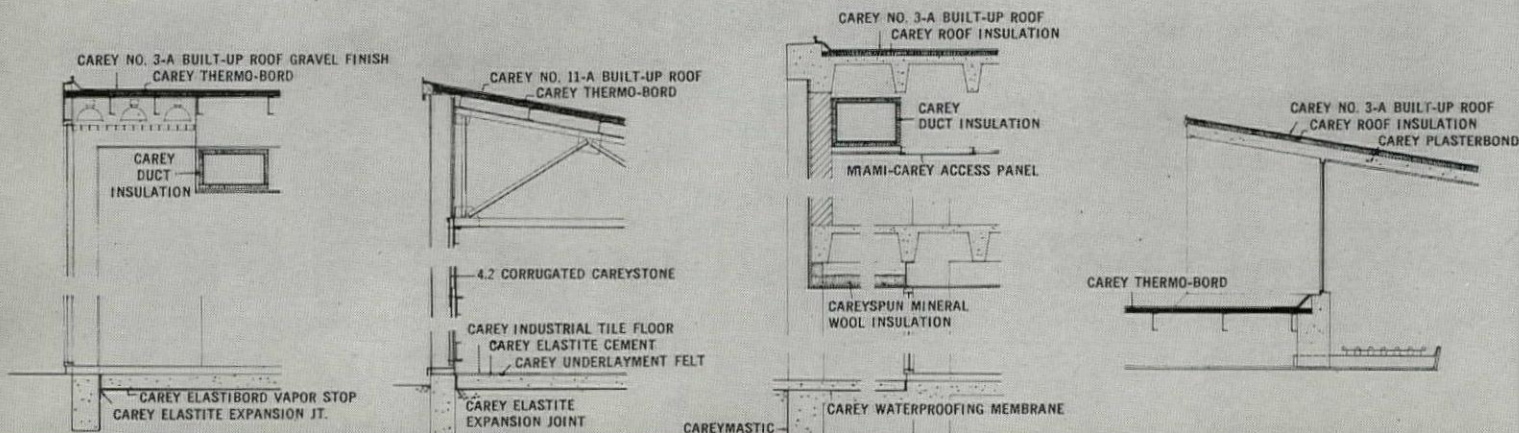 CAREY NO. 3-A BUILT-UP ROOF GRAVEL FINISH
CAREY THERMO-BORD
CAREY
DUCT
INSULATION
CAREY ELASTIBORD VAPOR STOP
CAREY ELASTITE EXPANSION JT.
CAREY NO. 11-A BUILT-UP ROOF
CAREY THERMO-BORD
4.2 CORRUGATED CAREYSTONE
CAREY INDUSTRIAL TILE FLOOR
CAREY ELASTITE CEMENT
CAREY UNDERLAYMENT FELT
CAREY ELASTITE
EXPANSION JOINT
CAREY NO. 3-A BUILT-UP ROOF
CAREY ROOF INSULATION
CAREY
DUCT INSULATION
MIAMI-CAREY ACCESS PANEL
CAREYSPUN MINERAL
WOOL INSULATION
CAREY WATERPROOFING MEMBRANE
CAREYMASTIC
CAREY NO. 3-A BUILT-UP ROOF
CAREY ROOF INSULATION
CAREY PLASTERBOND
CAREY THERMO-BORD